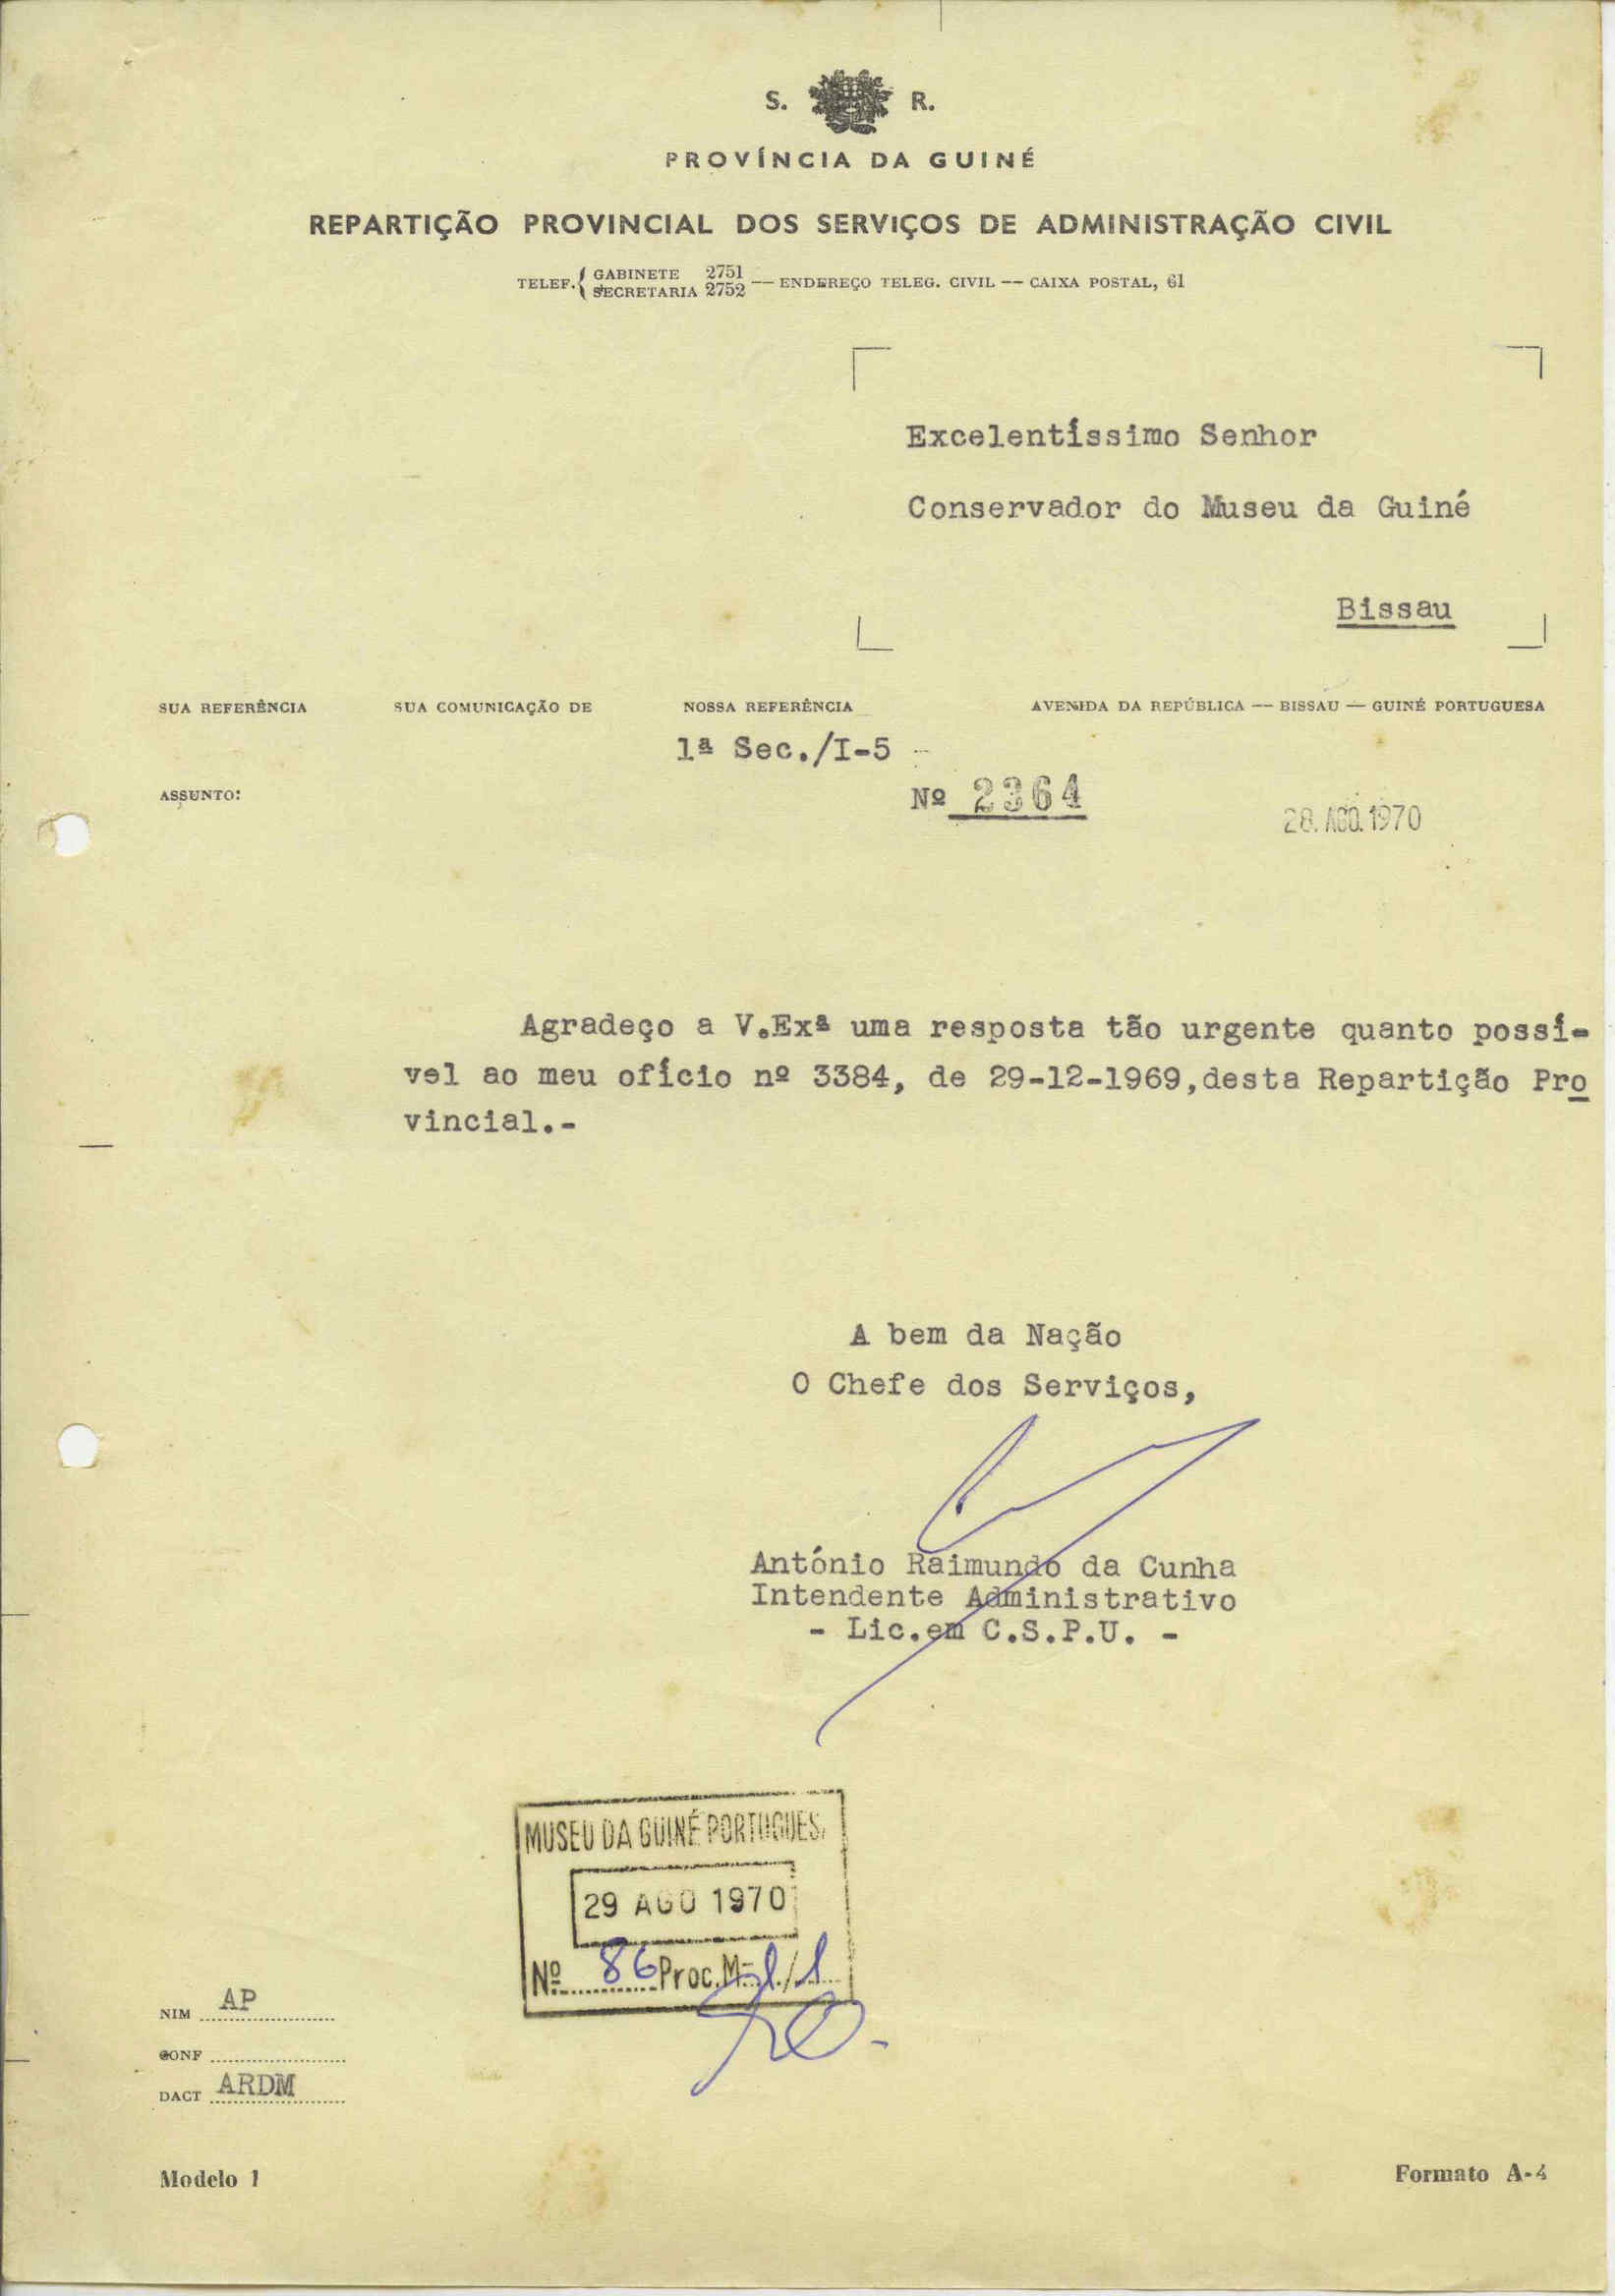 S. R.
PROVÍNCIA DA GUINÉ
REPARTIÇÃO PROVINCIAL DOS SERVIÇOS DE ADMINISTRAÇÃO CIVIL
TELEF. { GABINETE 2751
SECRETARIA 2752 — ENDEREÇO TELEG. CIVIL — CAIXA POSTAL, 61
Excelentíssimo Senhor
Conservador do Museu da Guiné
Bissau
SUA REFERÊNCIA SUA COMUNICAÇÃO DE NOSSA REFERÊNCIA AVENIDA DA REPÚBLICA — BISSAU — GUINÉ PORTUGUESA
1ª Sec./I-5
ASSUNTO: Nº 2364 28. AGO. 1970
Agradeço a V.Exª uma resposta tão urgente quanto possí-
vel ao meu ofício nº 3384, de 29-12-1969,desta Repartição Pro
vincial.-
A bem da Nação
O Chefe dos Serviços,
António Raimundo da Cunha
Intendente Administrativo
- Lic.em C.S.P.U. -
MUSEU DA GUINÉ PORTUGUES
29 AGO 1970
Nº 86 Proc. M- 1/1
NIM AP
CONF
DACT ARDM
Modelo 1 Formato A-4